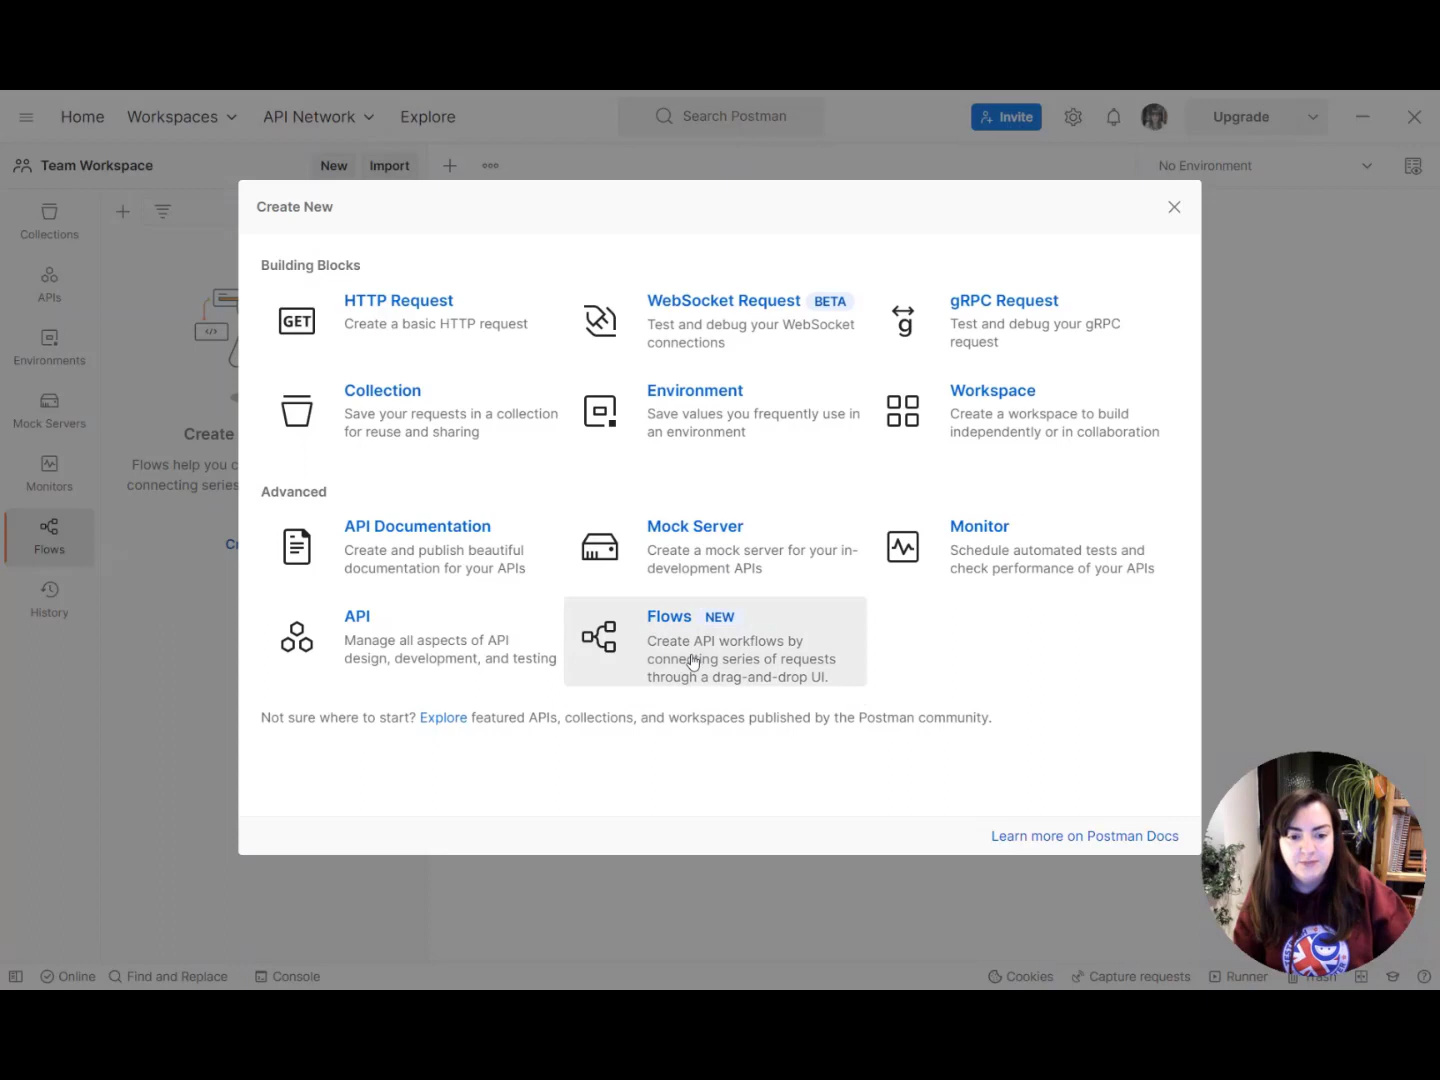 Home Workspaces API Network Explore Search Postman Invite Upgrade
Team Workspace New Import No Environment
Create New
Building Blocks
HTTP Request
Create a basic HTTP request
WebSocket Request BETA
Test and debug your WebSocket
connections
gRPC Request
Test and debug your gRPC
request
Collection
Save your requests in a collection
for reuse and sharing
Environment
Save values you frequently use in
an environment
Workspace
Create a workspace to build
independently or in collaboration
Advanced
API Documentation
Create and publish beautiful
documentation for your APIs
Mock Server
Create a mock server for your in-
development APIs
Monitor
Schedule automated tests and
check performance of your APIs
API
Manage all aspects of API
design, development, and testing
Flows NEW
Create API workflows by
connecting series of requests
through a drag-and-drop UI.
Not sure where to start? Explore featured APIs, collections, and workspaces published by the Postman community.
Learn more on Postman Docs
GET
g
Collections
APIs
Environments
Mock Servers
Monitors
Flows
History
Create
Flows help you c
connecting series
Cr
Online Find and Replace Console Cookies Capture requests Runner Trash